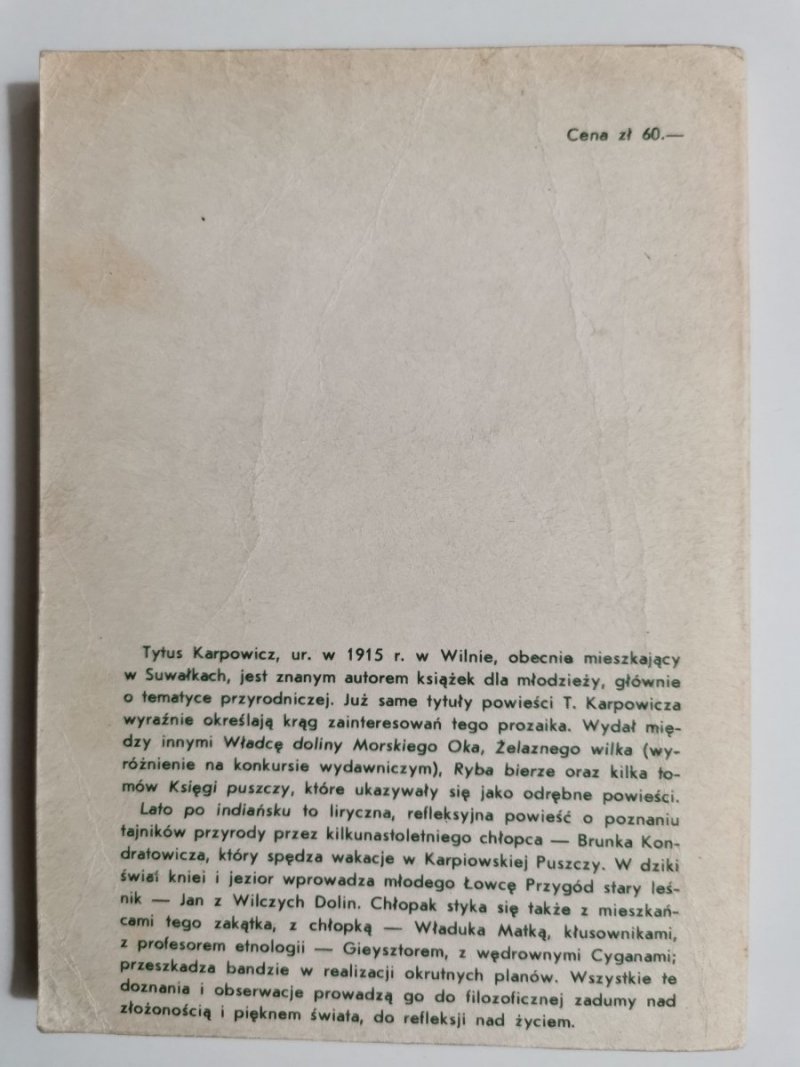 Cena zł 60.—
Tytus Karpowicz, ur. w 1915 r. w Wilnie, obecnie mieszkający
w Suwałkach, jest znanym autorem książek dla młodzieży, głównie
o tematyce przyrodniczej. Już same tytuły powieści T. Karpowicza
wyraźnie określają krąg zainteresowań tego prozaika. Wydał mię-
dzy innymi Władcę doliny Morskiego Oka, Żelaznego wilka (wy-
różnienie na konkursie wydawniczym), Ryba bierze oraz kilka to-
mów Księgi puszczy, które ukazywały się jako odrębne powieści.
Lato po indiańsku to liryczna, refleksyjna powieść o poznaniu
tajników przyrody przez kilkunastoletniego chłopca — Brunka Kon-
dratowicza, który spędza wakacje w Karpiowskiej Puszczy. W dziki
świat kniei i jezior wprowadza młodego Łowcę Przygód stary leś-
nik — Jan z Wilczych Dolin. Chłopak styka się także z mieszkań-
cami tego zakątka, z chłopką — Właduka Matką, kłusownikami,
z profesorem etnologii — Gieysztorem, z wędrownymi Cyganami;
przeszkadza bandzie w realizacji okrutnych planów. Wszystkie te
doznania i obserwacje prowadzą go do filozoficznej zadumy nad
złożonością i pięknem świata, do refleksji nad życiem.